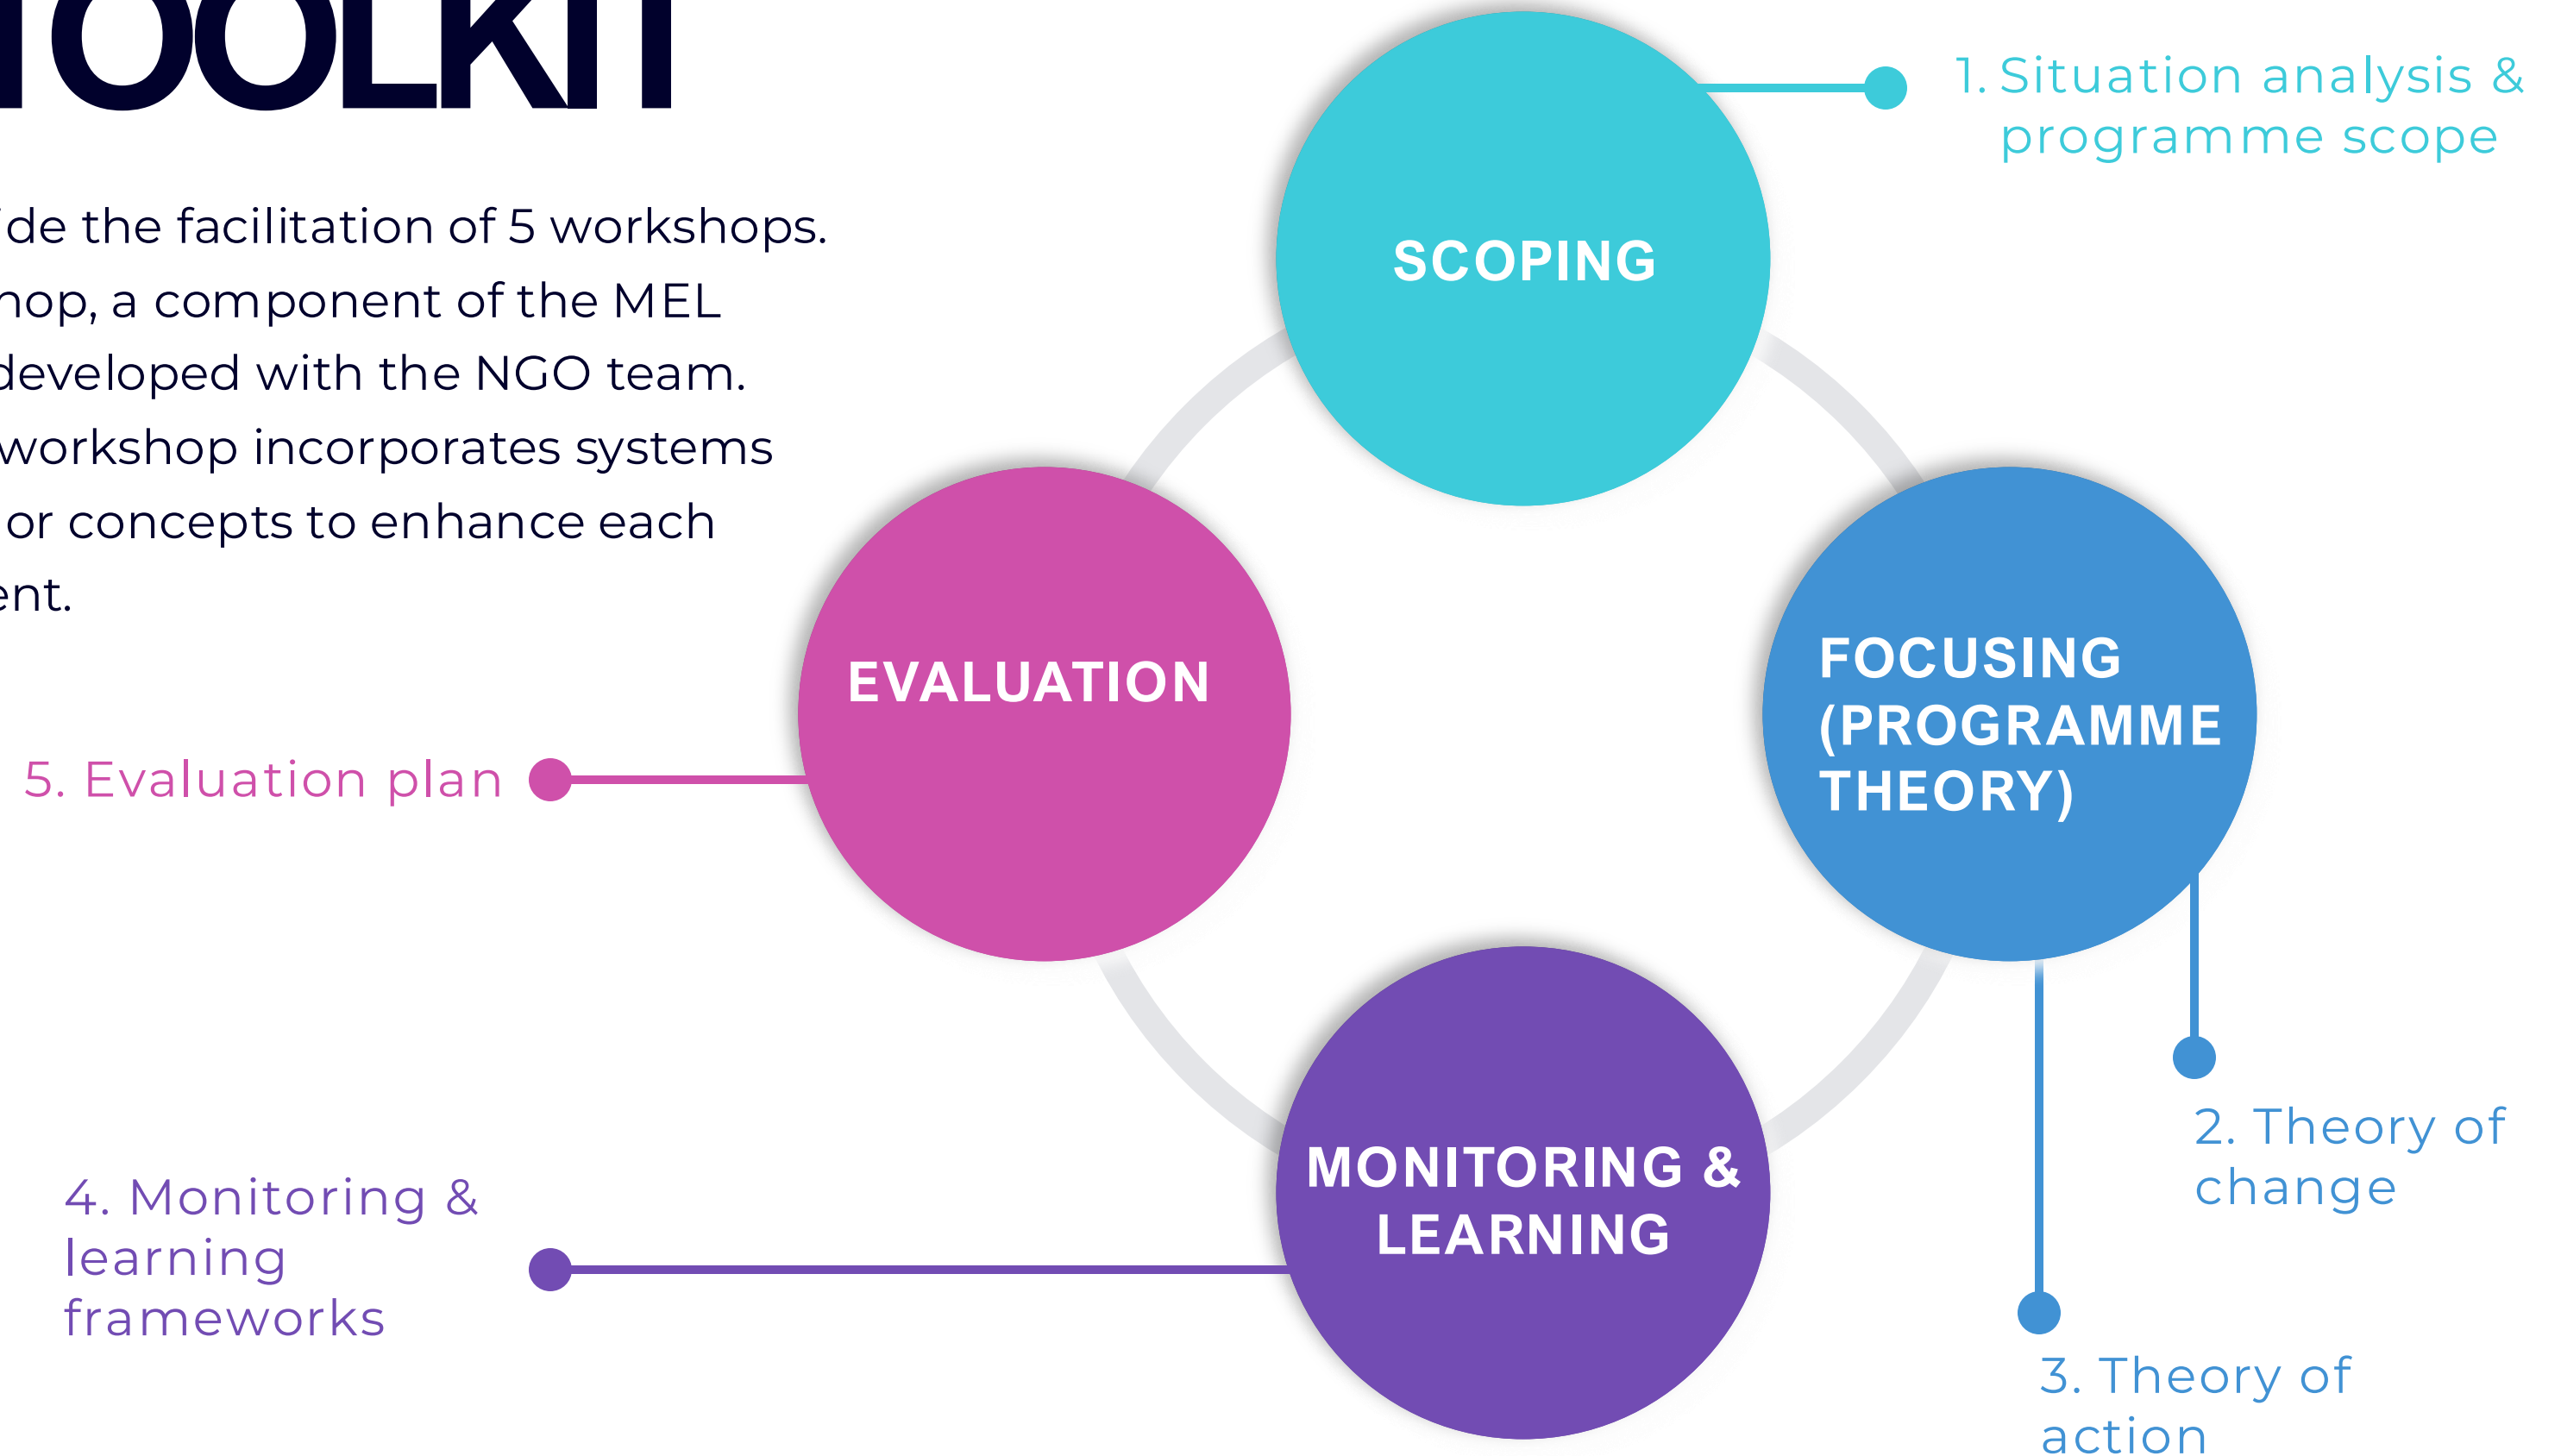 TOOLKIT
de the facilitation of 5 workshops.
hop, a component of the MEL
developed with the NGO team.
workshop incorporates systems
or concepts to enhance each
ent.
1. Situation analysis &
programme scope
SCOPING
FOCUSING
(PROGRAMME
THEORY)
2. Theory of
change
3. Theory of
action
MONITORING &
LEARNING
4. Monitoring &
learning
frameworks
EVALUATION
5. Evaluation plan